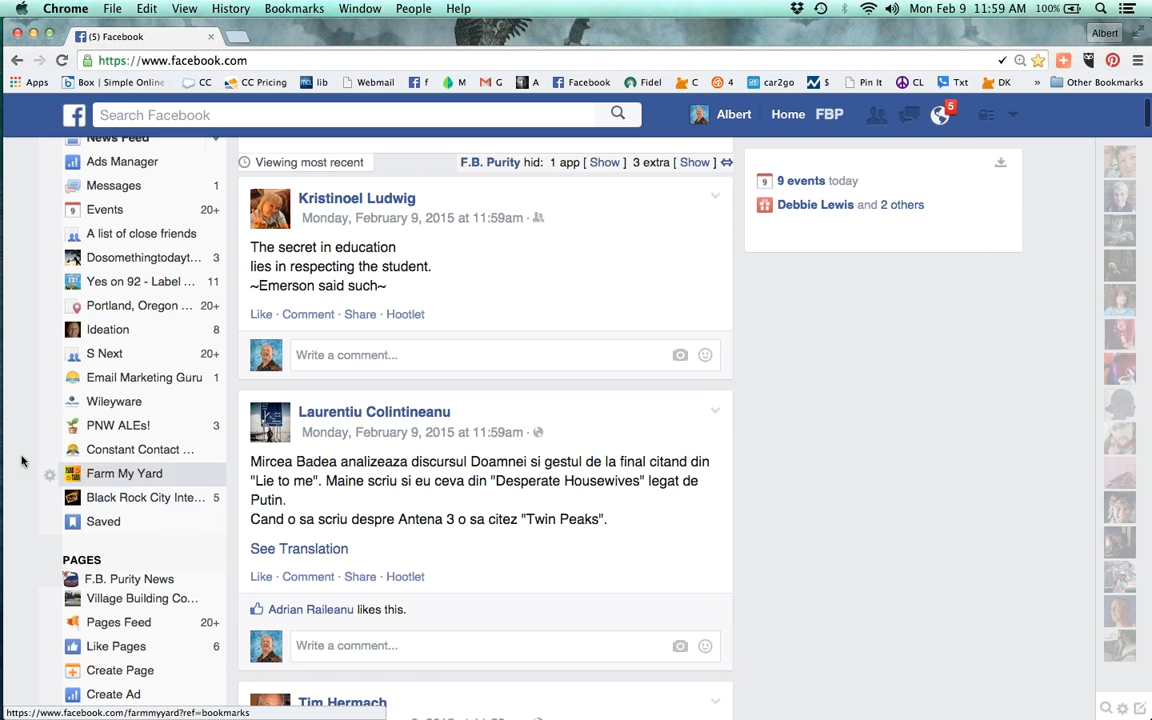 Chrome File Edit View History Bookmarks Window People Help Mon Feb 9 11:59 AM 100%
(5) Facebook Albert
https://www.facebook.com
Apps Box | Simple Online CC CC Pricing lib Webmail f M G A Facebook Fidel C 4 car2go $ Pin It CL Txt DK » Other Bookmarks
Search Facebook Albert Home FBP 5
News Feed
Ads Manager
Messages 1
Events 20+
A list of close friends
Dosomethingtodayt... 3
Yes on 92 - Label ... 11
Portland, Oregon ... 20+
Ideation 8
S Next 20+
Email Marketing Guru 1
Wileyware
PNW ALEs! 3
Constant Contact ...
Farm My Yard
Black Rock City Inte... 5
Saved
PAGES
F.B. Purity News
Village Building Co...
Pages Feed 20+
Like Pages 6
Create Page
Create Ad
https://www.facebook.com/farmmyyard?ref=bookmarks
Viewing most recent F.B. Purity hid: 1 app [ Show ] 3 extra [ Show ]
Kristinoel Ludwig
Monday, February 9, 2015 at 11:59am ·
The secret in education
lies in respecting the student.
~Emerson said such~
Like · Comment · Share · Hootlet
Write a comment...
Laurentiu Colintineanu
Monday, February 9, 2015 at 11:59am ·
Mircea Badea analizeaza discursul Doamnei si gestul de la final citand din
"Lie to me". Maine scriu si eu ceva din "Desperate Housewives" legat de
Putin.
Cand o sa scriu despre Antena 3 o sa citez "Twin Peaks".
See Translation
Like · Comment · Share · Hootlet
Adrian Raileanu likes this.
Write a comment...
Tim Hermach
9 9 events today
Debbie Lewis and 2 others